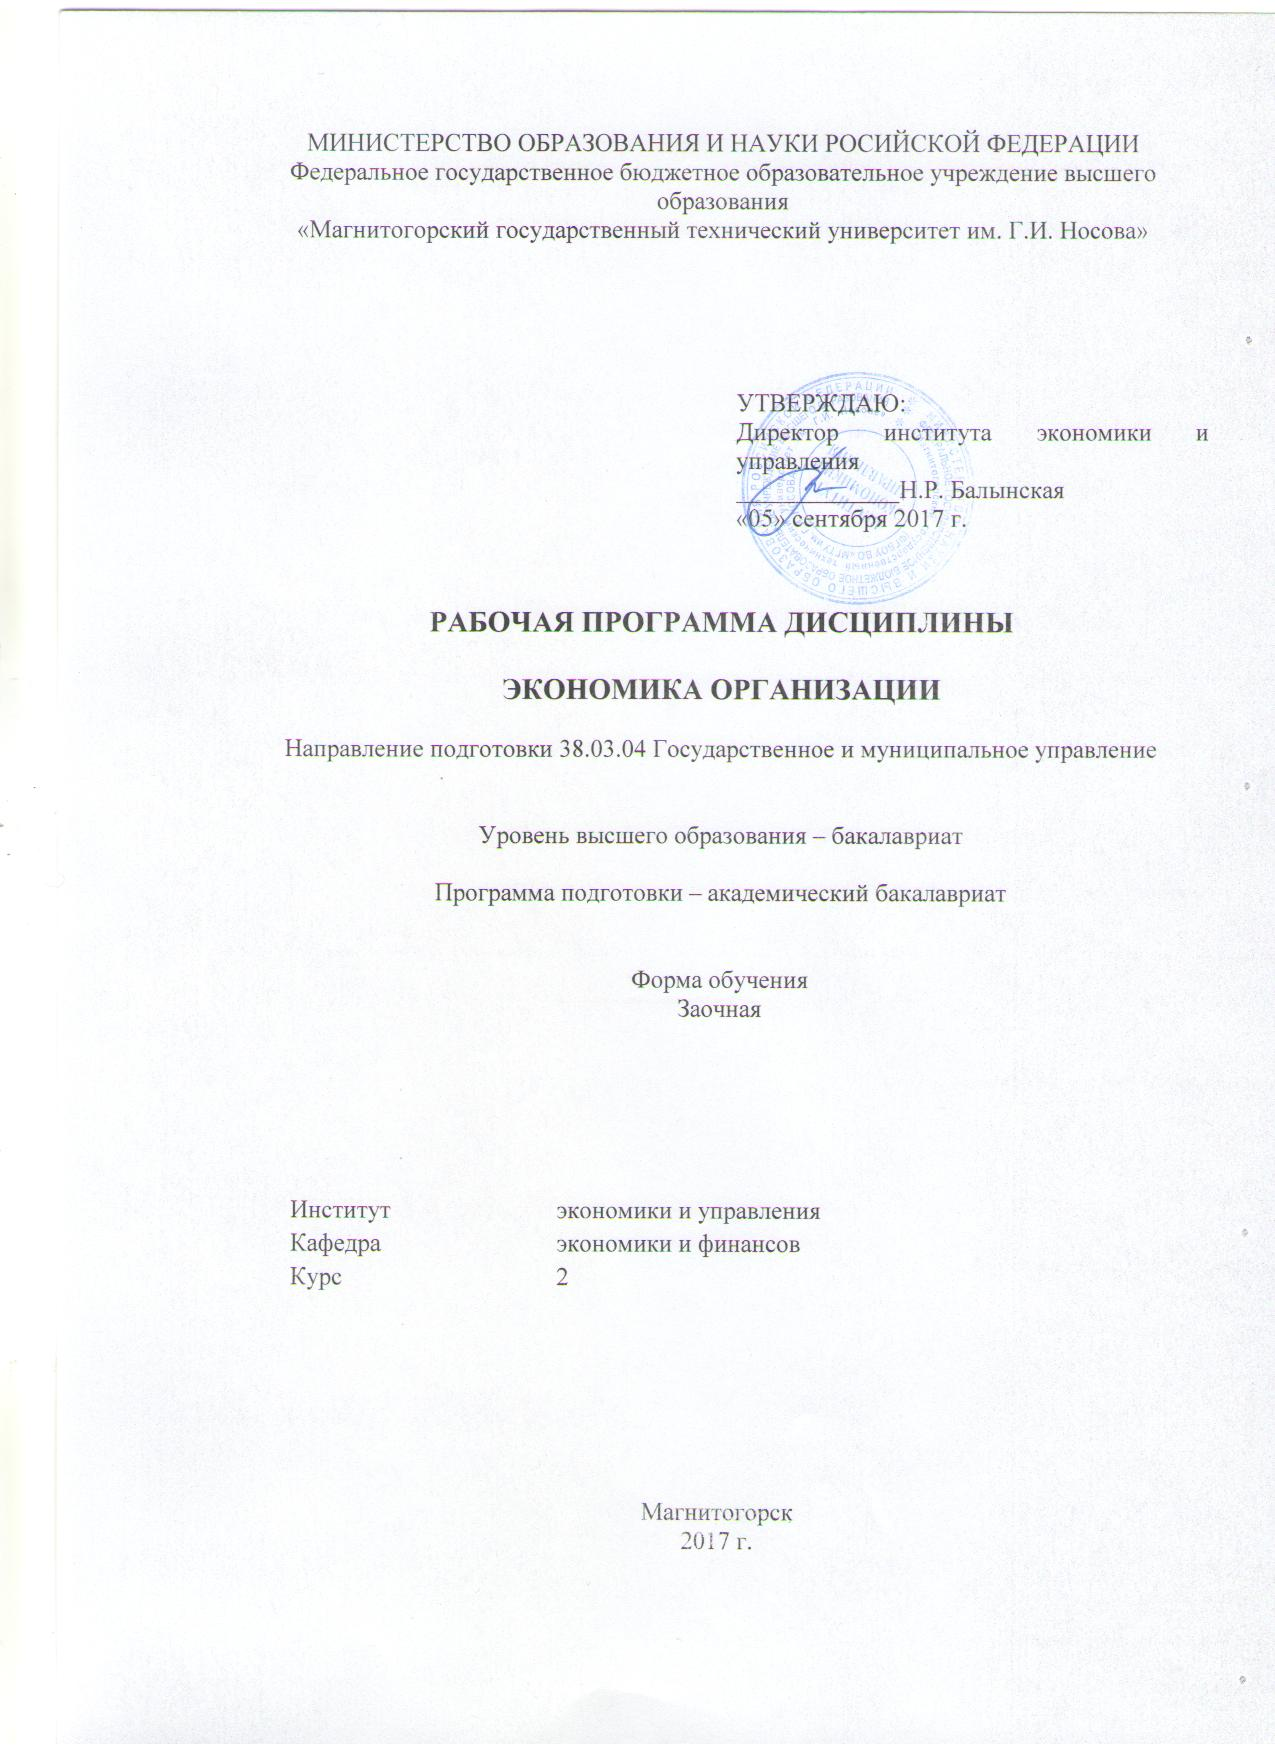 МИНИСТЕРСТВО ОБРАЗОВАНИЯ И НАУКИ РОСИЙСКОЙ ФЕДЕРАЦИИ
Федеральное государственное бюджетное образовательное учреждение высшего
образования
«Магнитогорский государственный технический университет им. Г.И. Носова»
УТВЕРЖДАЮ:
Директор института экономики и
управления
_____________Н.Р. Балынская
«05» сентября 2017 г.
РАБОЧАЯ ПРОГРАММА ДИСЦИПЛИНЫ
ЭКОНОМИКА ОРГАНИЗАЦИИ
Направление подготовки 38.03.04 Государственное и муниципальное управление
Уровень высшего образования – бакалавриат
Программа подготовки – академический бакалавриат
Форма обучения
Заочная
Институт экономики и управления
Кафедра экономики и финансов
Курс 2
Магнитогорск
2017 г.